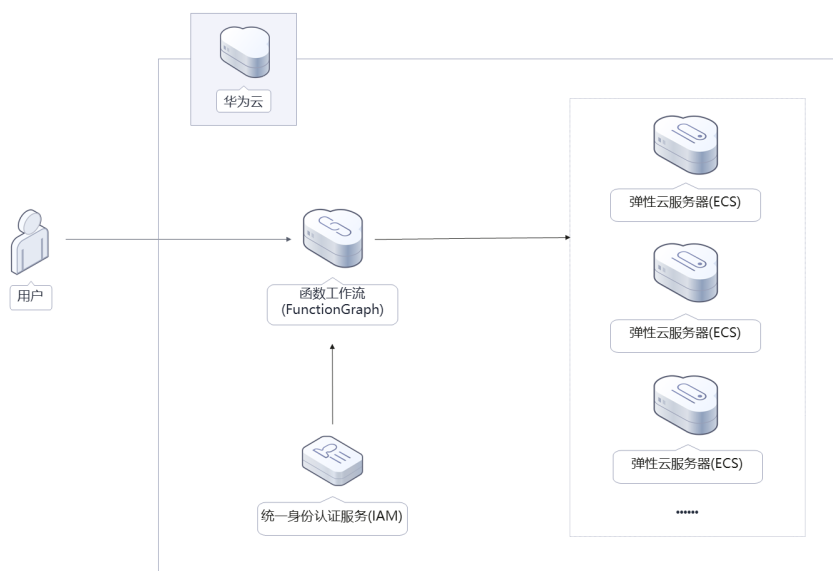 华为云
弹性云服务器(ECS)
用户
函数工作流
(FunctionGraph)
弹性云服务器(ECS)
弹性云服务器(ECS)
统一身份认证服务(IAM)
••••••